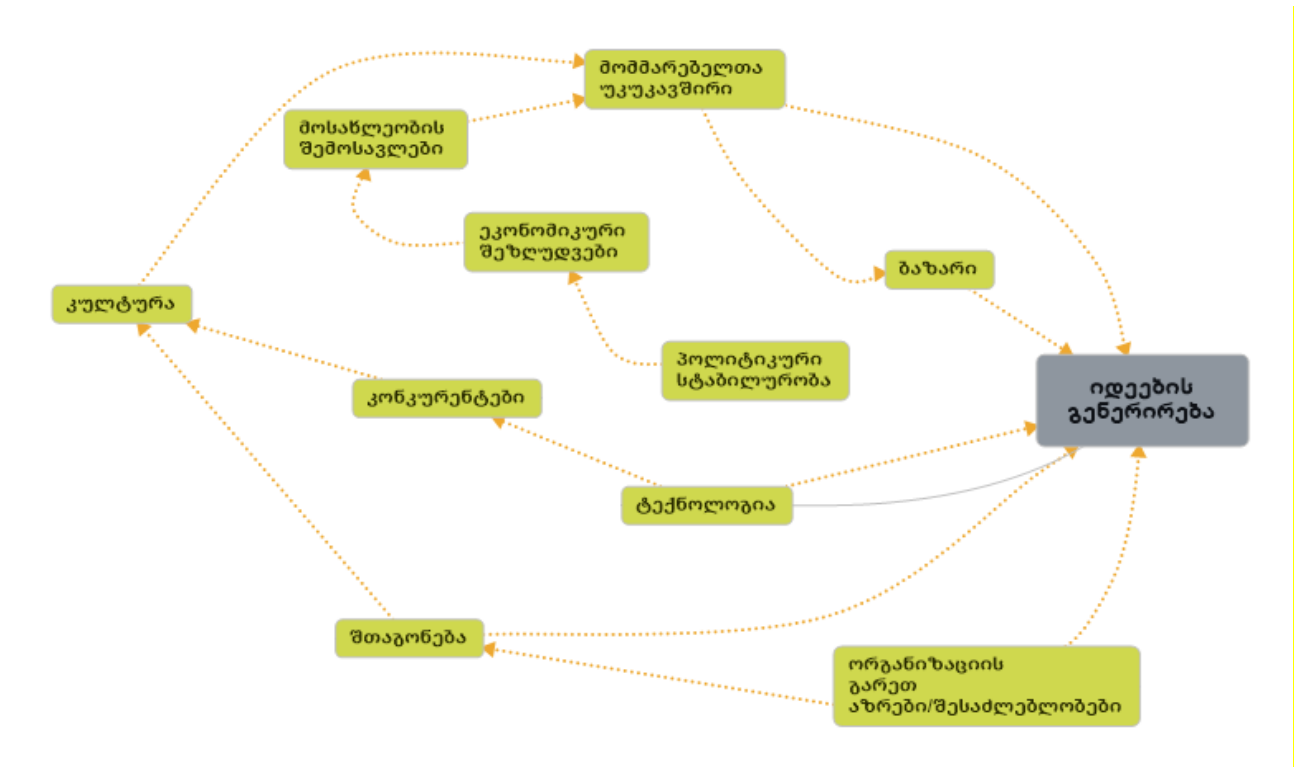 მომმარებელთა
უკუკავშირი
მოსახლეობის
შემოსავლები
ეკონომიკური
შეზღუდვები
ბაზარი
კულტურა
პოლიტიკური
სტაბილურობა
კონკურენტები
იდეების
გენერირება
ტექნოლოგია
შთაგონება
ორგანიზაციის
გარეთ
აზრები/შესაძლებლობები